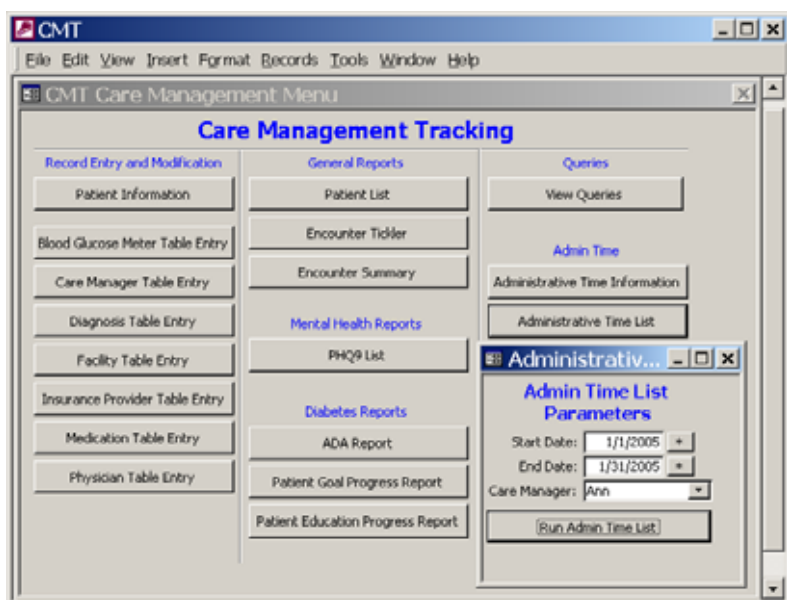 CMT
File Edit View Insert Format Records Tools Window Help
CMT Care Management Menu
Care Management Tracking
Record Entry and Modification
Patient Information
Blood Glucose Meter Table Entry
Care Manager Table Entry
Diagnosis Table Entry
Facility Table Entry
Insurance Provider Table Entry
Medication Table Entry
Physician Table Entry
General Reports
Patient List
Encounter Tickler
Encounter Summary
Mental Health Reports
PHQ9 List
Diabetes Reports
ADA Report
Patient Goal Progress Report
Patient Education Progress Report
Queries
View Queries
Admin Time
Administrative Time Information
Administrative Time List
Administrativ...
Admin Time List
Parameters
Start Date: 1/1/2005
End Date: 1/31/2005
Care Manager: Ann
Run Admin Time List